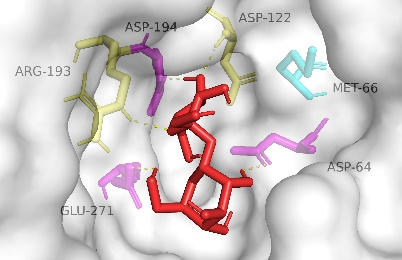 ASP-194
ASP-122
ARG-193
MET-66
ASP-64
GLU-271